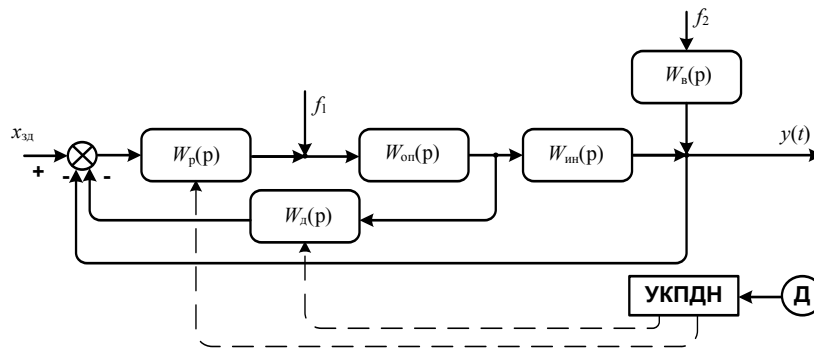 f₂
Wв(p)
xзд
f₁
y(t)
Wр(p)
Wоп(p)
Wин(p)
+
-
-
Wд(p)
УКПДН
Д